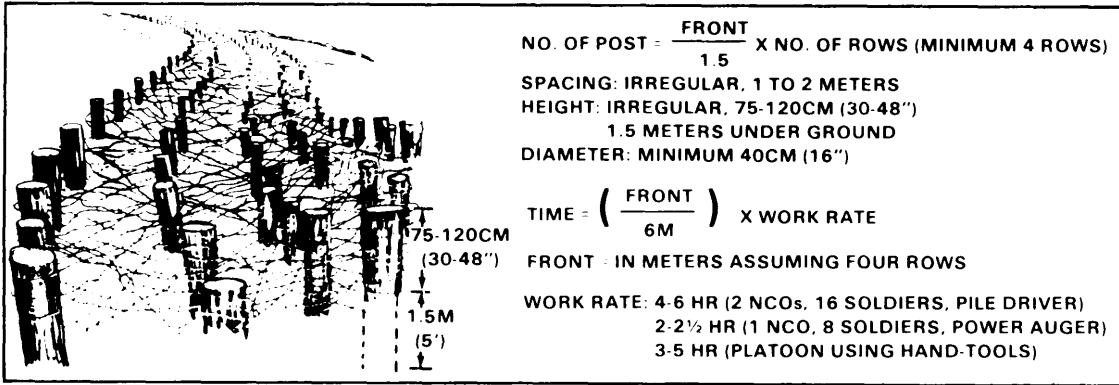 75-120CM
(30-48")
1.5M
(5')
NO. OF POST = FRONT / 1.5 X NO. OF ROWS (MINIMUM 4 ROWS)
SPACING: IRREGULAR, 1 TO 2 METERS
HEIGHT: IRREGULAR, 75-120CM (30-48")
1.5 METERS UNDER GROUND
DIAMETER: MINIMUM 40CM (16")
TIME = ( FRONT / 6M ) X WORK RATE
FRONT = IN METERS ASSUMING FOUR ROWS
WORK RATE: 4-6 HR (2 NCOs, 16 SOLDIERS, PILE DRIVER)
2-2½ HR (1 NCO, 8 SOLDIERS, POWER AUGER)
3-5 HR (PLATOON USING HAND-TOOLS)